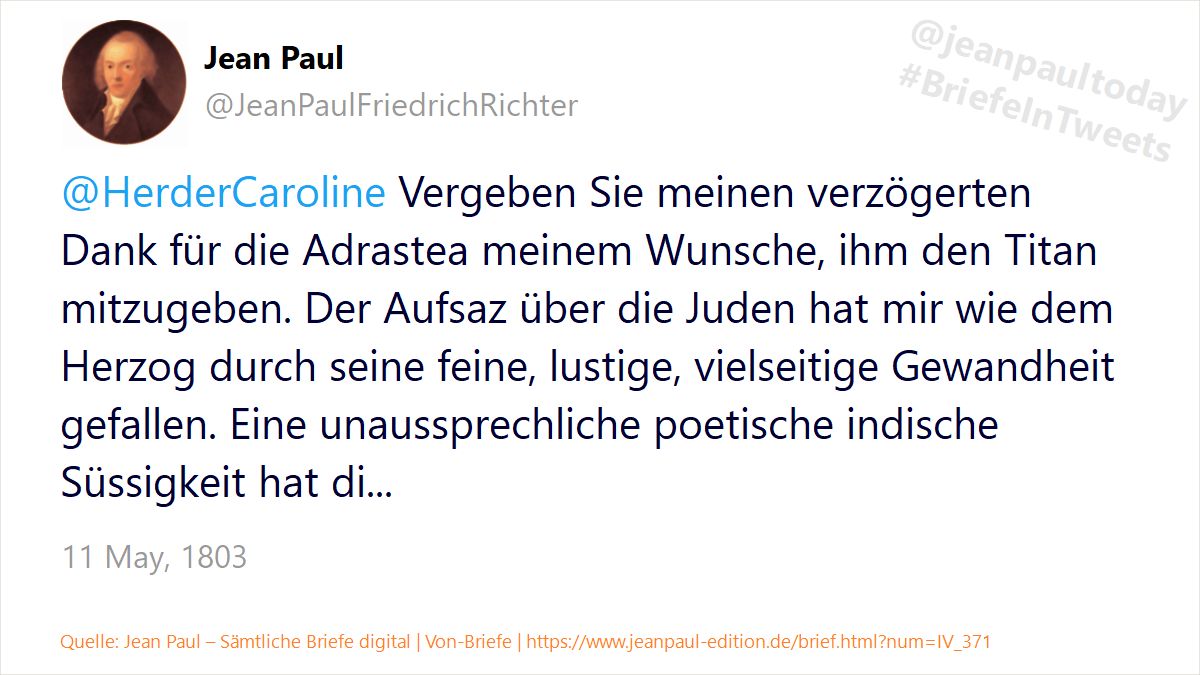 Jean Paul
@JeanPaulFriedrichRichter
@jeanpaultoday
#BriefeInTweets
@HerderCaroline Vergeben Sie meinen verzögerten
Dank für die Adrastea meinem Wunsche, ihm den Titan
mitzugeben. Der Aufsaz über die Juden hat mir wie dem
Herzog durch seine feine, lustige, vielseitige Gewandheit
gefallen. Eine unaussprechliche poetische indische
Süssigkeit hat di...
11 May, 1803
Quelle: Jean Paul – Sämtliche Briefe digital | Von-Briefe | https://www.jeanpaul-edition.de/brief.html?num=IV_371